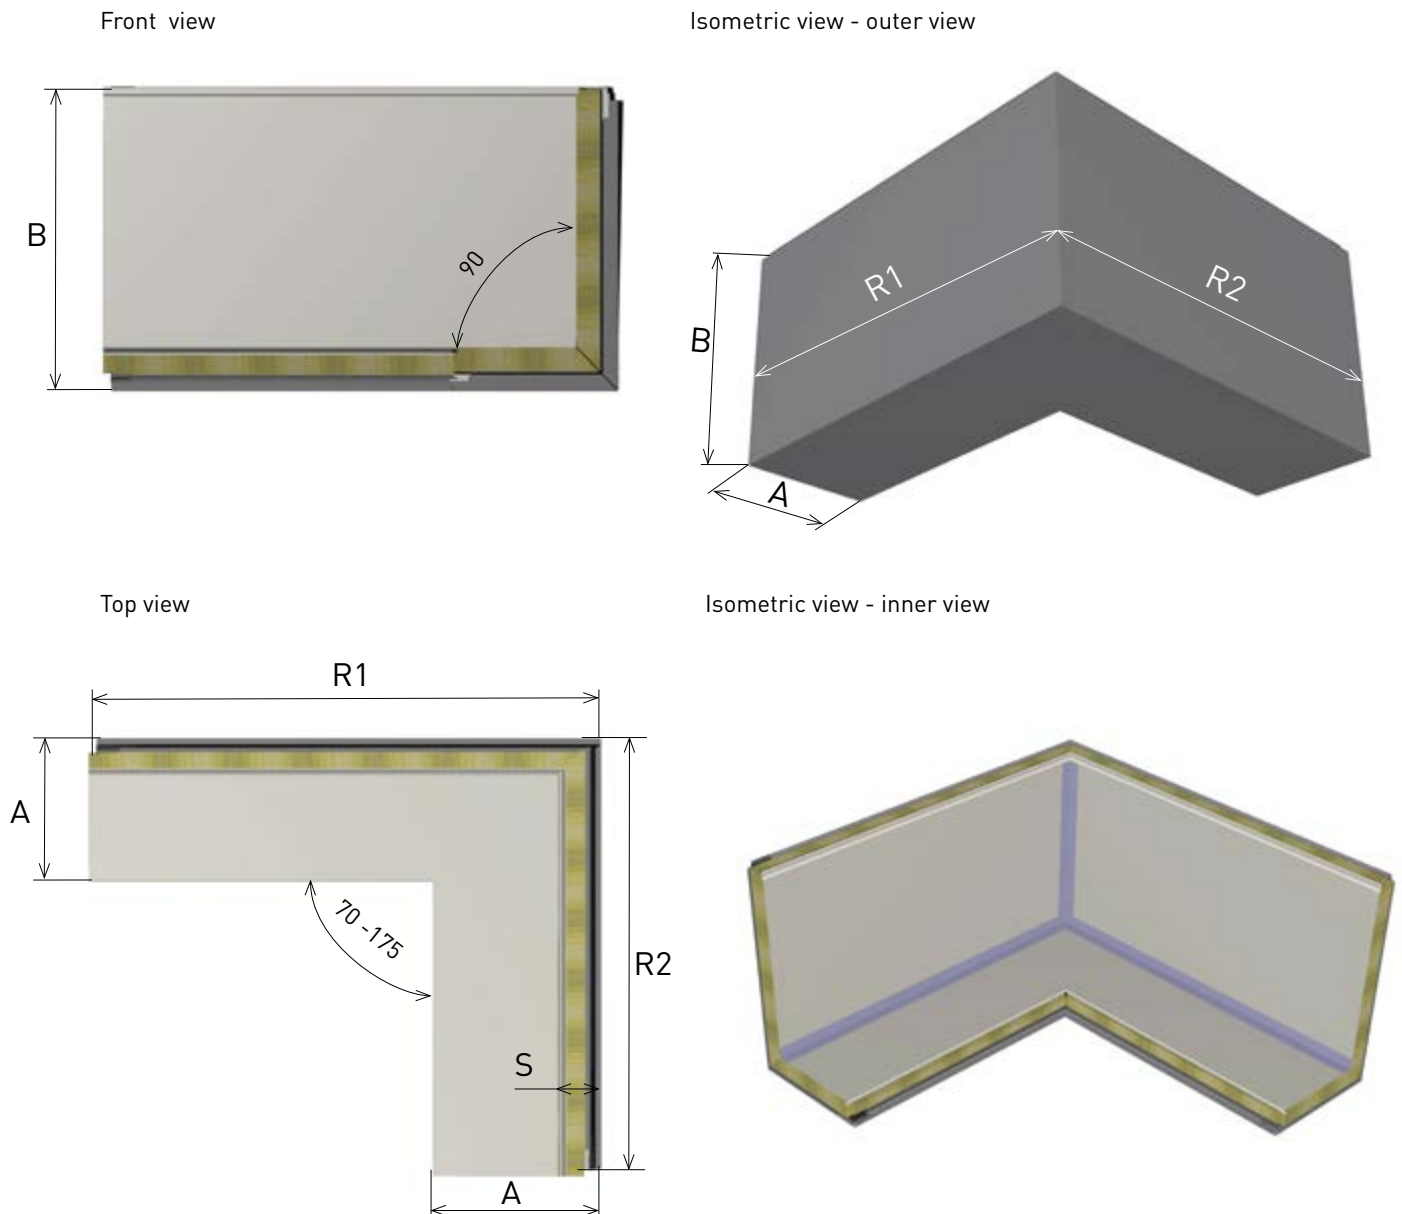 Front view
Isometric view - outer view
B
90
R1
R2
B
A
Top view
Isometric view - inner view
R1
A
70 -175
R2
S
A